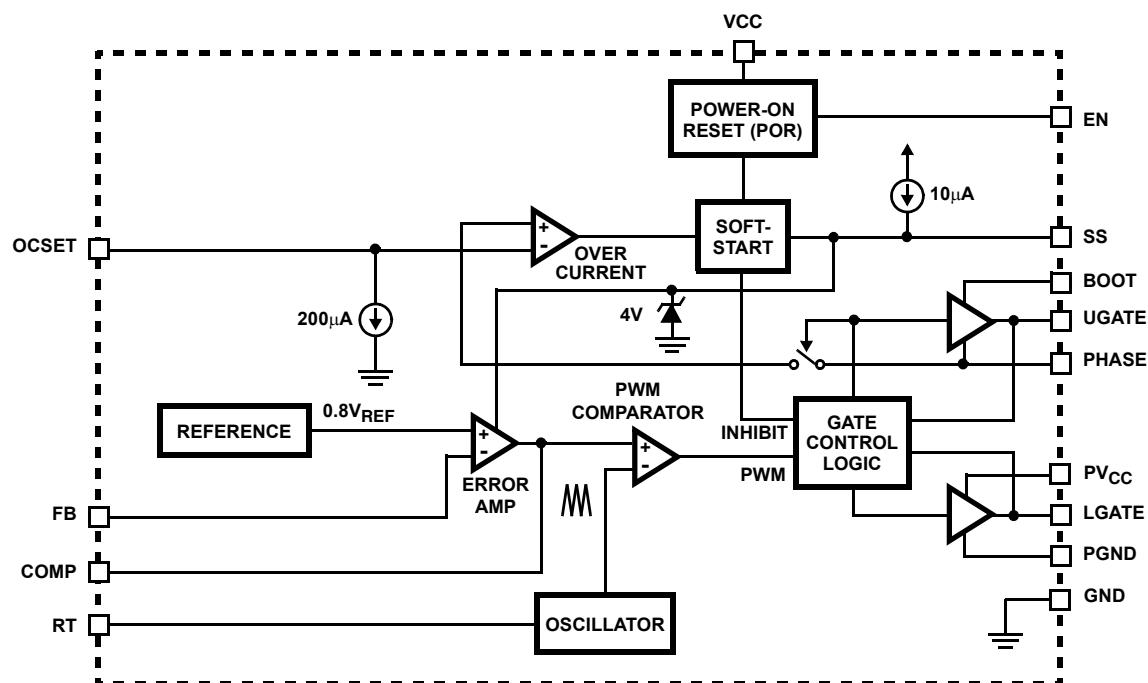 VCC
POWER-ON
RESET (POR)
EN
10μA
SOFT-
START
SS
OCSET
+
-
OVER
CURRENT
BOOT
200μA
4V
UGATE
PHASE
PWM
COMPARATOR
0.8VREF
REFERENCE
+
-
+
-
INHIBIT
GATE
CONTROL
LOGIC
PWM
ERROR
AMP
PVCC
FB
LGATE
COMP
PGND
GND
RT
OSCILLATOR